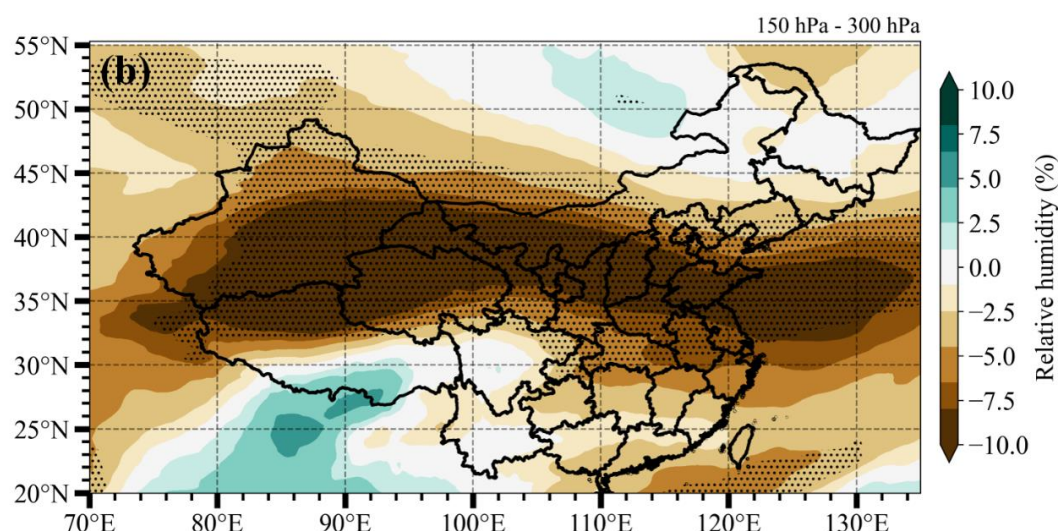 150 hPa - 300 hPa
(b)
55°N
50°N
45°N
40°N
35°N
30°N
25°N
20°N
70°E
80°E
90°E
100°E
110°E
120°E
130°E
10.0
7.5
5.0
2.5
0.0
−2.5
−5.0
−7.5
−10.0
Relative humidity (%)